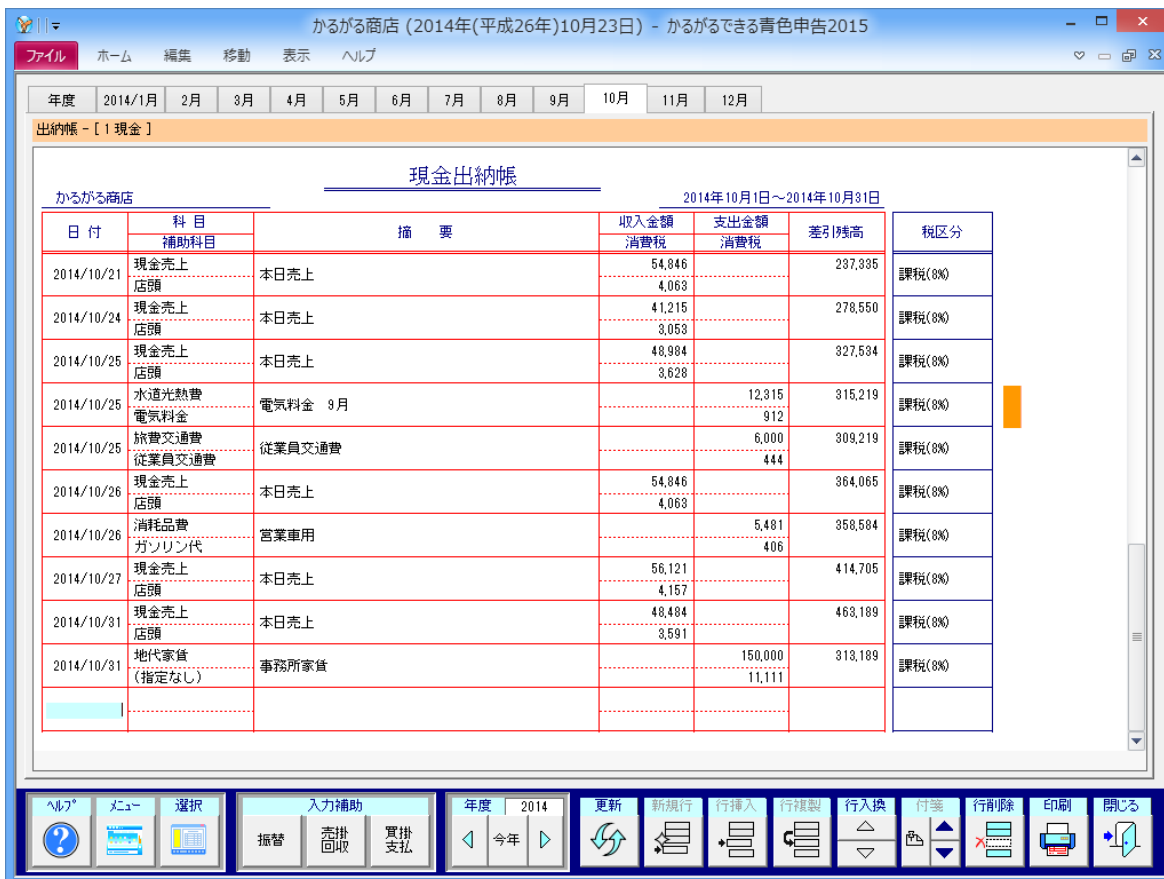 かるがる商店 (2014年(平成26年)10月23日) - かるがるできる青色申告2015
ファイル ホーム 編集 移動 表示 ヘルプ
年度 2014/1月 2月 3月 4月 5月 6月 7月 8月 9月 10月 11月 12月
出納帳 - [ 1 現金 ]
現金出納帳
かるがる商店 2014年10月1日～2014年10月31日
日 付 科 目 摘 要 収入金額 支出金額 差引残高 税区分
補助科目 消費税 消費税
2014/10/21 現金売上 本日売上 54,846 237,335 課税(8%)
店頭 4,063
2014/10/24 現金売上 本日売上 41,215 278,550 課税(8%)
店頭 3,053
2014/10/25 現金売上 本日売上 48,984 327,534 課税(8%)
店頭 3,628
2014/10/25 水道光熱費 電気料金 9月 12,315 315,219 課税(8%)
電気料金 912
2014/10/25 旅費交通費 従業員交通費 6,000 309,219 課税(8%)
従業員交通費 444
2014/10/26 現金売上 本日売上 54,846 364,065 課税(8%)
店頭 4,063
2014/10/26 消耗品費 営業車用 5,481 358,584 課税(8%)
ガソリン代 406
2014/10/27 現金売上 本日売上 56,121 414,705 課税(8%)
店頭 4,157
2014/10/31 現金売上 本日売上 48,484 463,189 課税(8%)
店頭 3,591
2014/10/31 地代家賃 事務所家賃 150,000 313,189 課税(8%)
(指定なし) 11,111
ヘルプ メニュー 選択 入力補助 年度 2014 更新 新規行 行挿入 行複製 行入換 付箋 行削除 印刷 閉じる
振替 売掛回収 買掛支払 今年